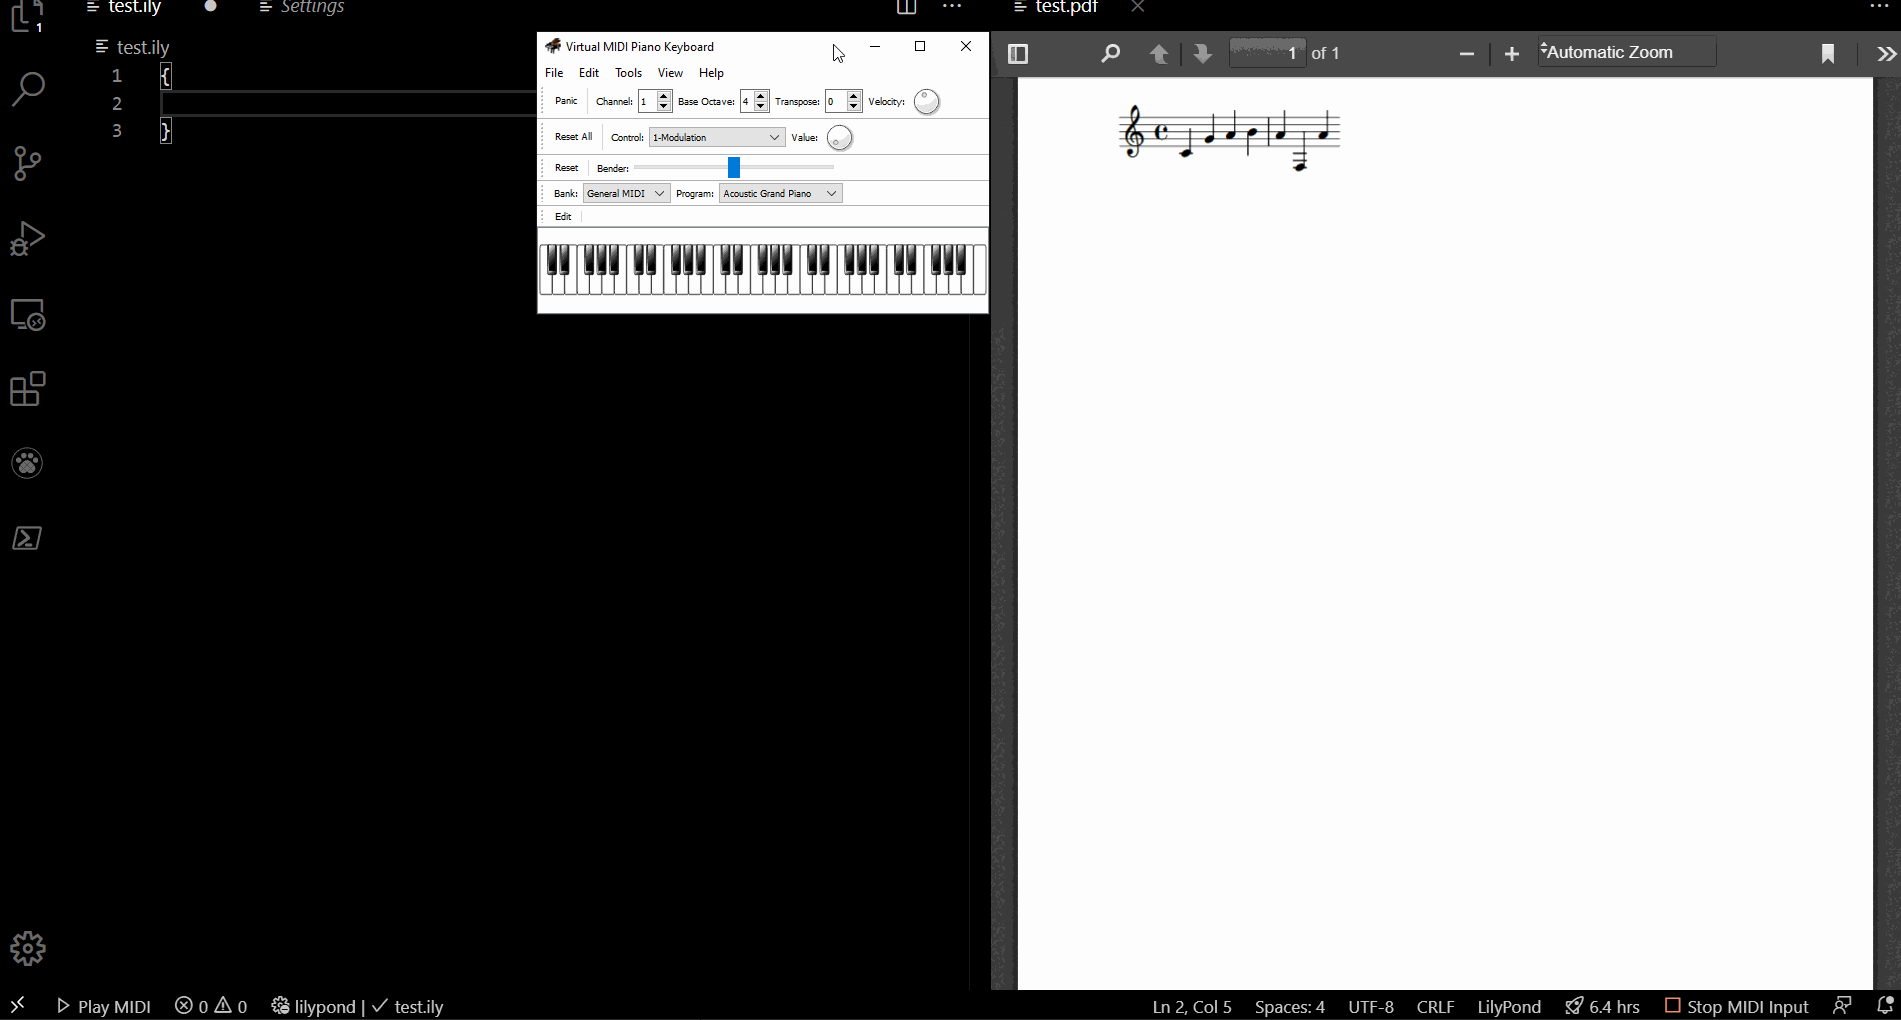 test.ily
Settings
test.pdf
1
test.ily
1 {
2
3 }
Virtual MIDI Piano Keyboard
File Edit Tools View Help
Panic Channel: 1 Base Octave: 4 Transpose: 0 Velocity:
Reset All Control: 1-Modulation Value:
Reset Bender:
Bank: General MIDI Program: Acoustic Grand Piano
Edit
1 of 1
Automatic Zoom
Play MIDI 0 0 lilypond | ✓ test.ily
Ln 2, Col 5 Spaces: 4 UTF-8 CRLF LilyPond 6.4 hrs Stop MIDI Input